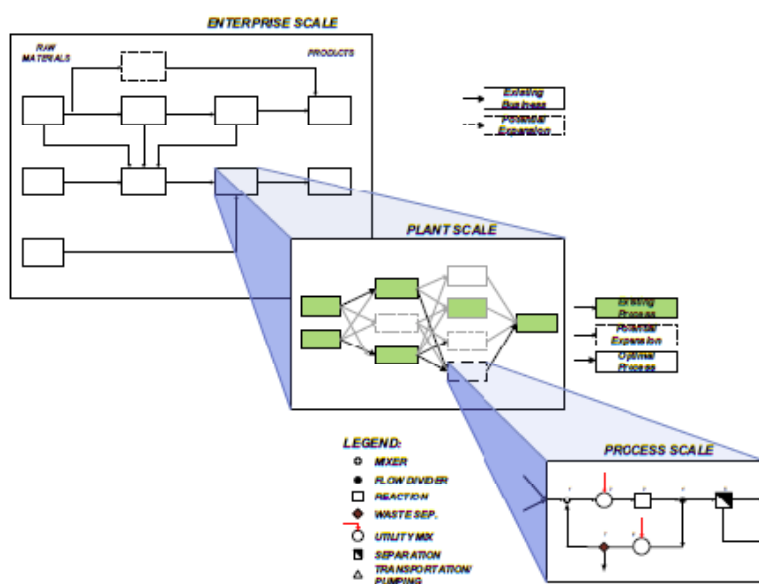 ENTERPRISE SCALE
RAW
MATERIALS
PRODUCTS
Existing
Business
Potential
Expansion
PLANT SCALE
Existing
Process
Potential
Expansion
Optimal
Process
LEGEND:
MIXER
FLOW DIVIDER
REACTION
WASTE SEP.
UTILITY MIX
SEPARATION
TRANSPORTATION/
PUMPING
PROCESS SCALE